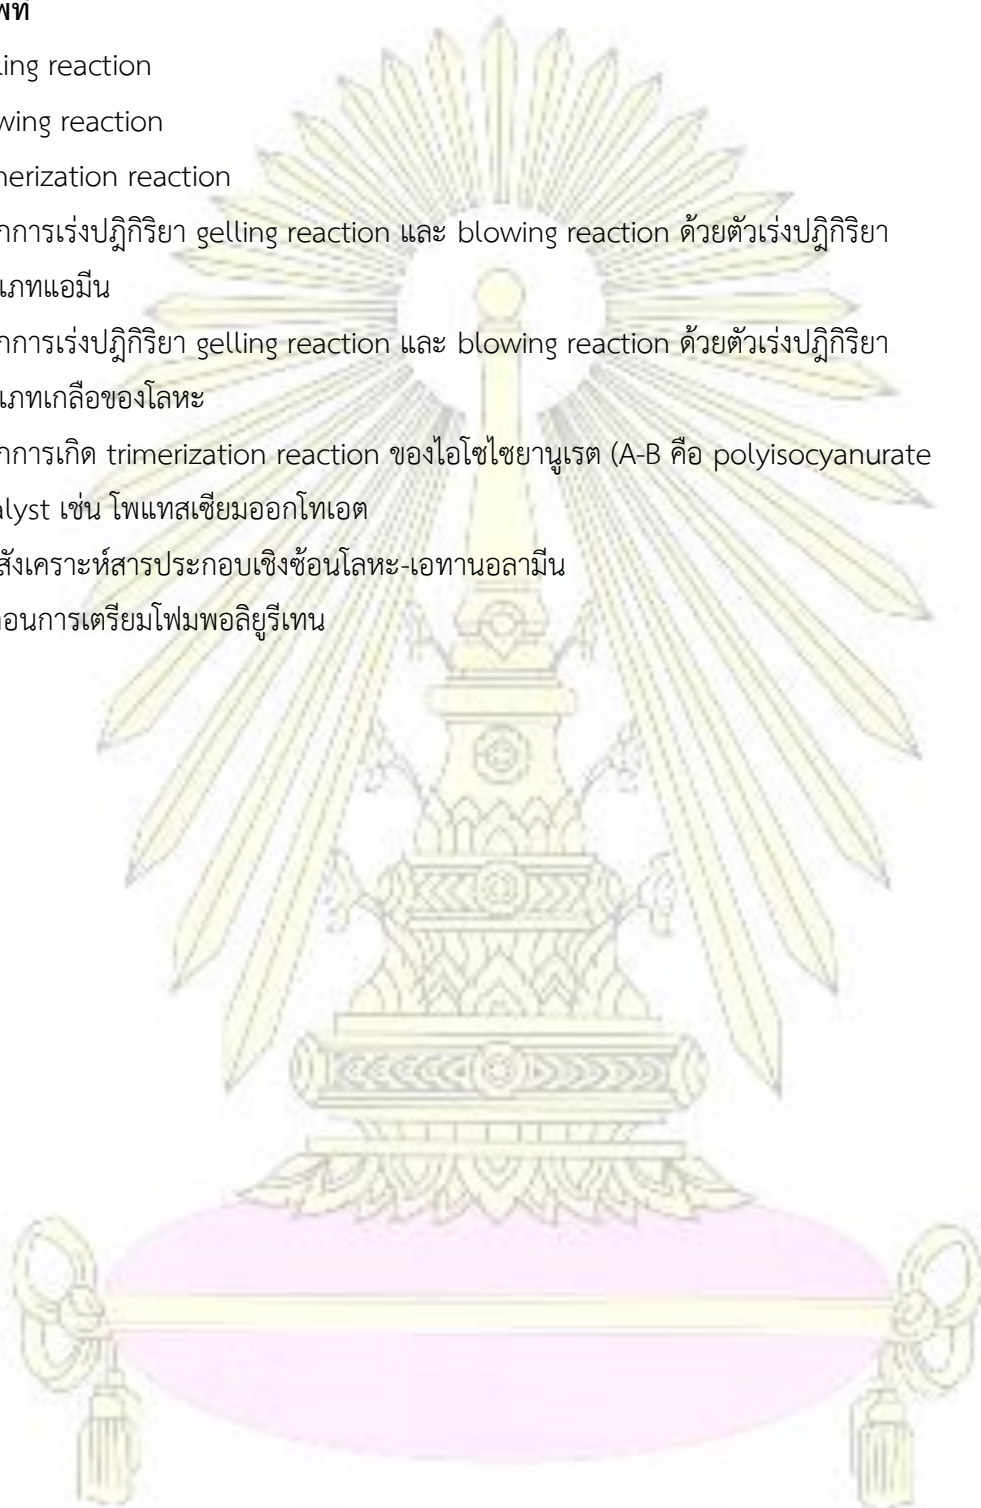 พท
ling reaction
wing reaction
nerization reaction
กการเร่งปฏิกิริยา gelling reaction และ blowing reaction ด้วยตัวเร่งปฏิกิริยา
เภทแอมีน
กการเร่งปฏิกิริยา gelling reaction และ blowing reaction ด้วยตัวเร่งปฏิกิริยา
เภทเกลือของโลหะ
กการเกิด trimerization reaction ของไอโซไซยานูเรต (A-B คือ polyisocyanurate
alyst เช่น โพแทสเซียมออกโทเอต
สังเคราะห์สารประกอบเชิงซ้อนโลหะ-เอทานอลามีน
ตอนการเตรียมโฟมพอลิยูรีเทน